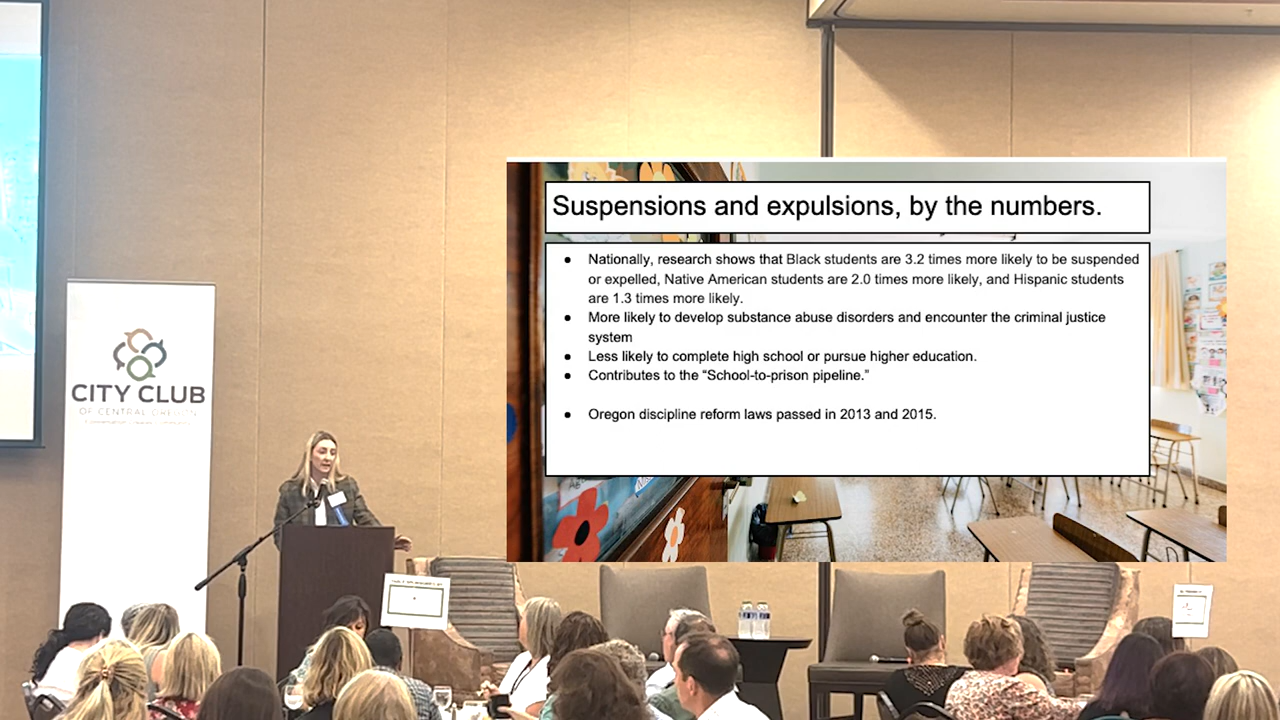 Suspensions and expulsions, by the numbers.
● Nationally, research shows that Black students are 3.2 times more likely to be suspended
or expelled, Native American students are 2.0 times more likely, and Hispanic students
are 1.3 times more likely.
● More likely to develop substance abuse disorders and encounter the criminal justice
system
● Less likely to complete high school or pursue higher education.
● Contributes to the “School-to-prison pipeline.”
● Oregon discipline reform laws passed in 2013 and 2015.
CITY CLUB
OF CENTRAL OREGON